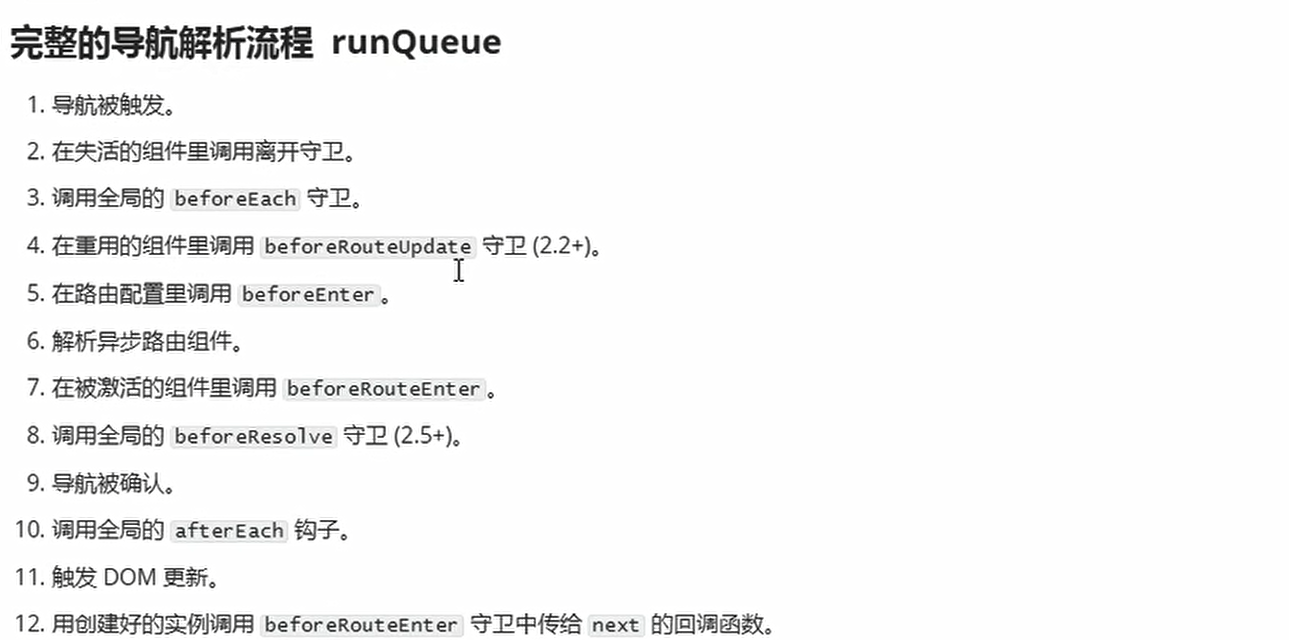 完整的导航解析流程 runQueue
1. 导航被触发。
2. 在失活的组件里调用离开守卫。
3. 调用全局的 beforeEach 守卫。
4. 在重用的组件里调用 beforeRouteUpdate 守卫 (2.2+)。
5. 在路由配置里调用 beforeEnter。
6. 解析异步路由组件。
7. 在被激活的组件里调用 beforeRouteEnter。
8. 调用全局的 beforeResolve 守卫 (2.5+)。
9. 导航被确认。
10. 调用全局的 afterEach 钩子。
11. 触发 DOM 更新。
12. 用创建好的实例调用 beforeRouteEnter 守卫中传给 next 的回调函数。